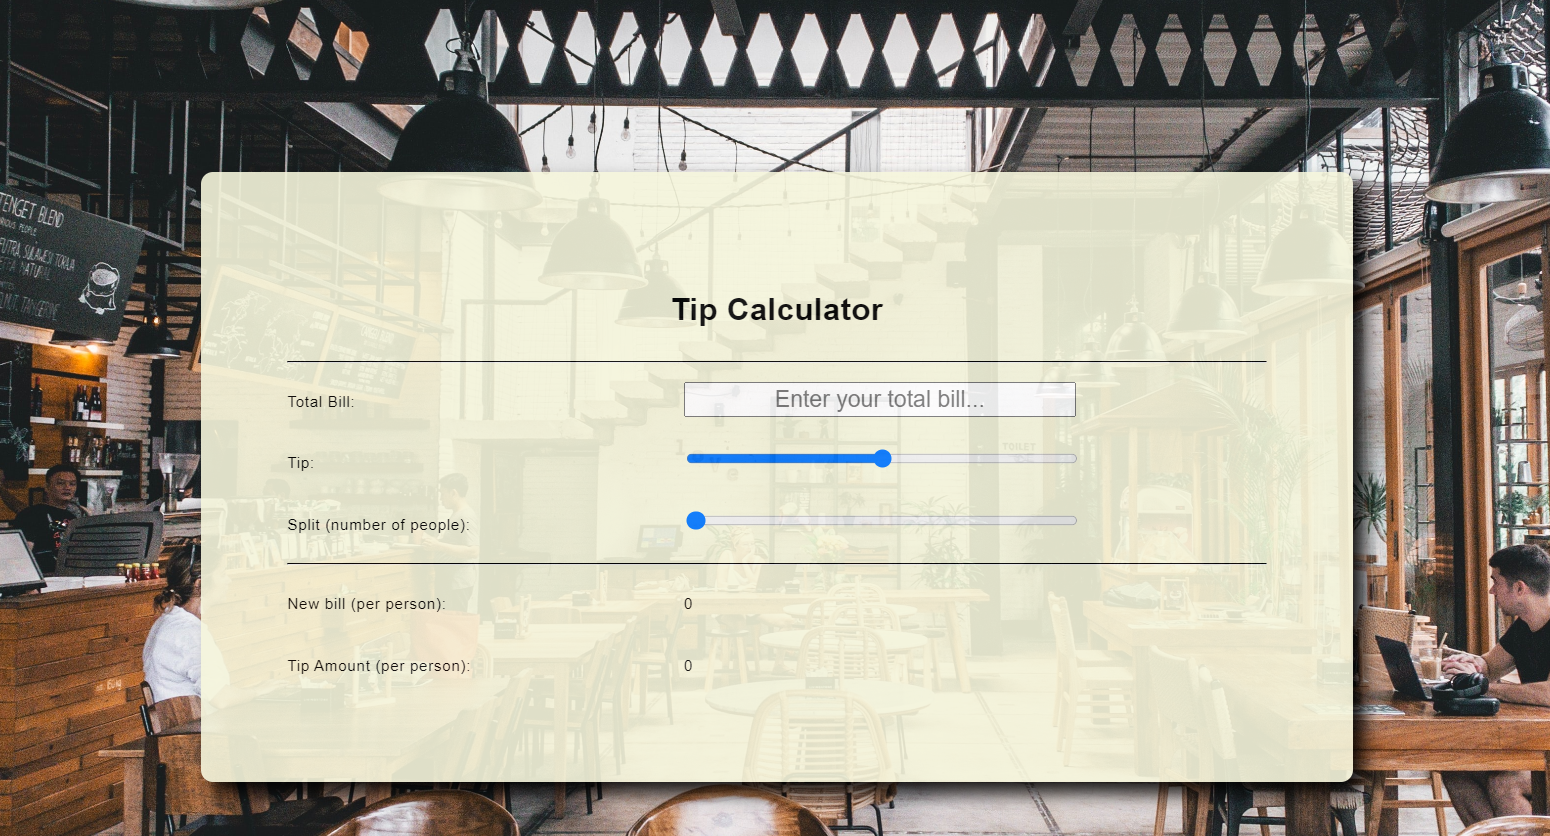 TENGET BLEND
Tip Calculator
Total Bill:
Enter your total bill...
Tip:
TOILET
Split (number of people):
New bill (per person):
0
Tip Amount (per person):
0